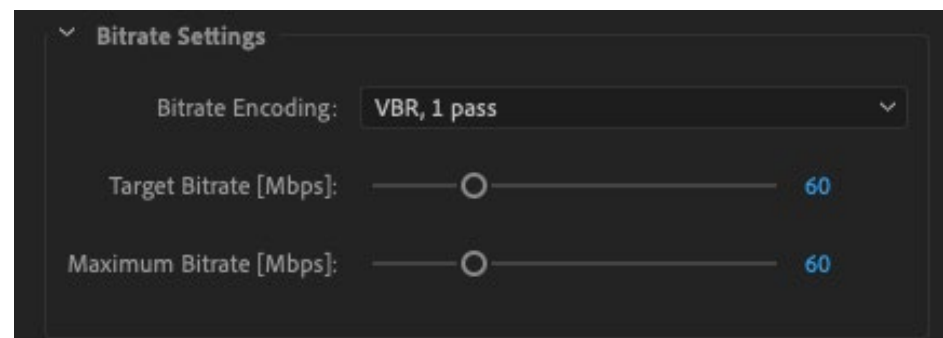 Bitrate Settings
Bitrate Encoding: VBR, 1 pass
Target Bitrate [Mbps]: 60
Maximum Bitrate [Mbps]: 60